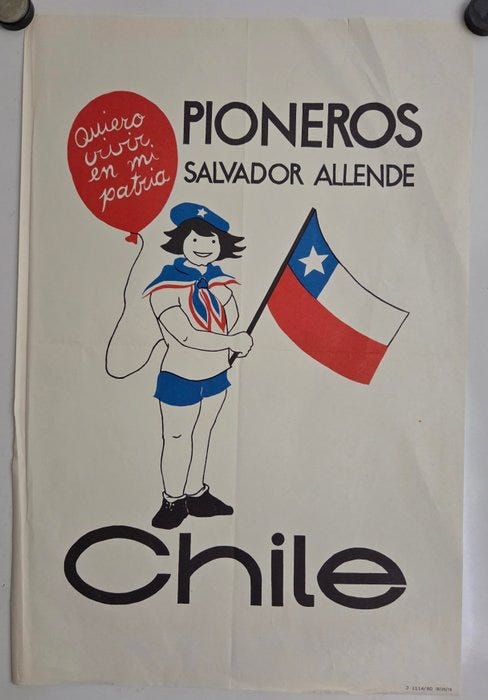 Quiero
vivir
en mi
patria
PIONEROS
SALVADOR ALLENDE
Chile